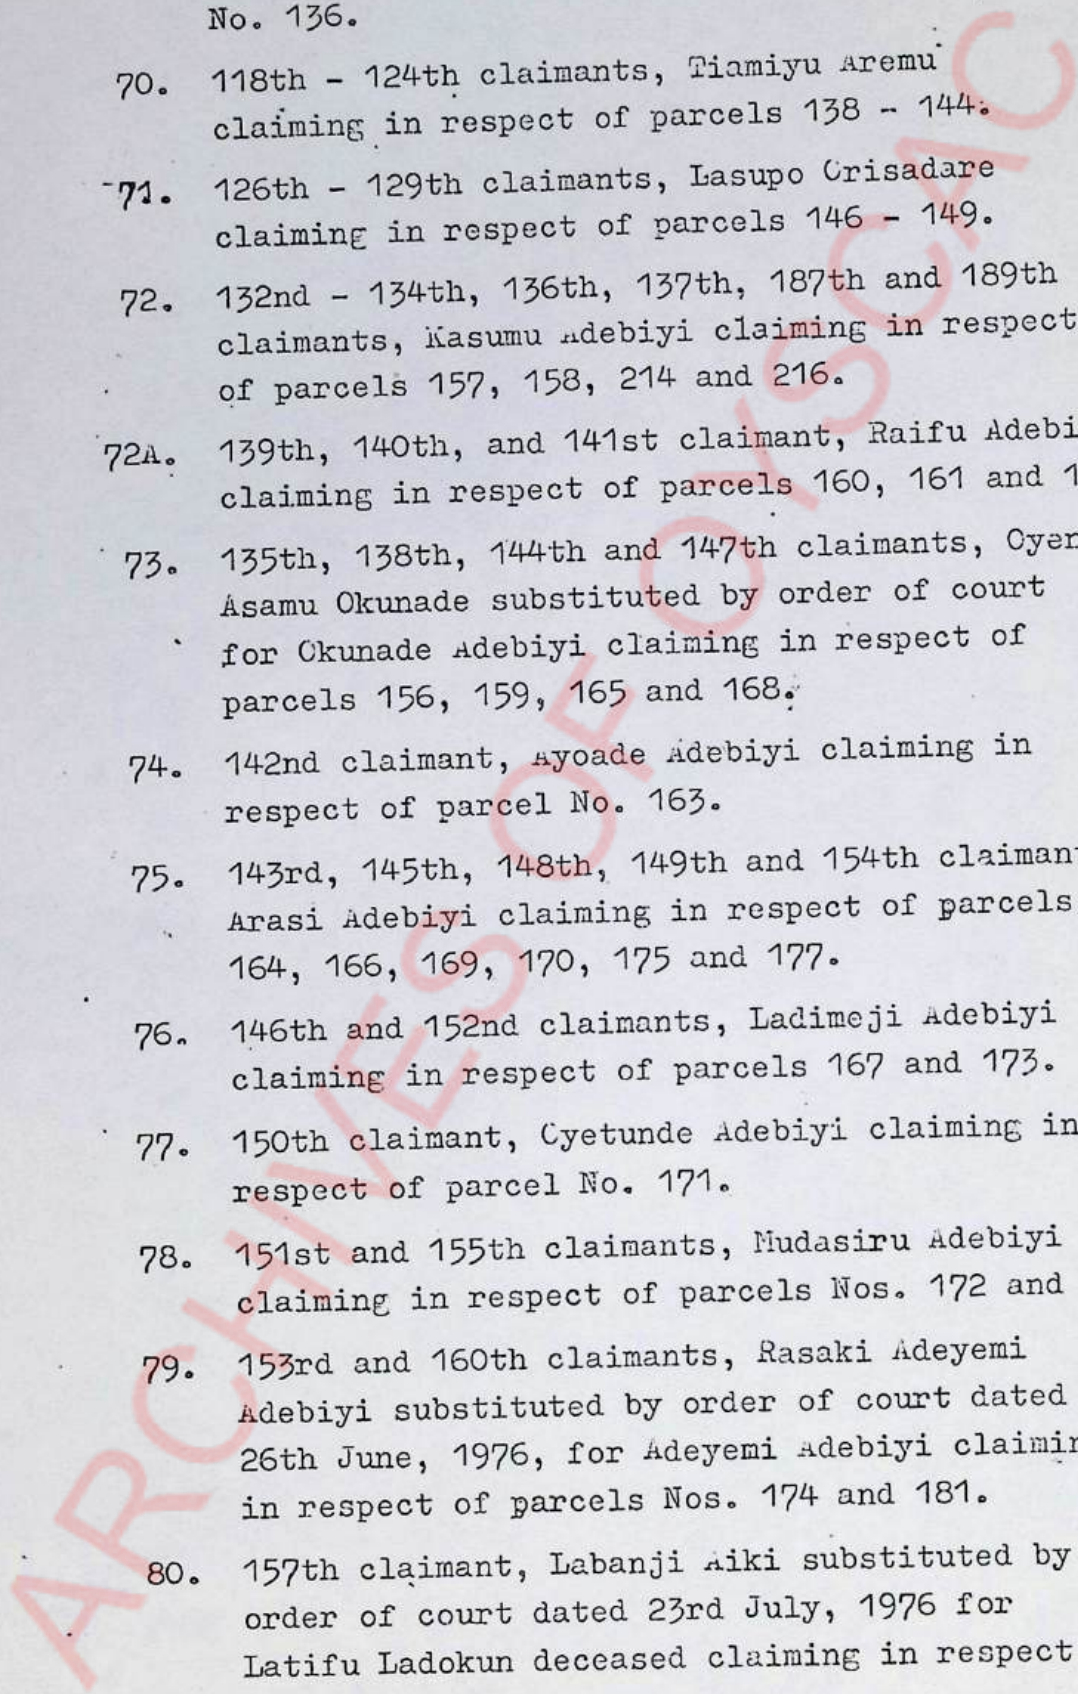 No. 136.
70. 118th - 124th claimants, Tiamiyu Aremu
claiming in respect of parcels 138 - 144.
71. 126th - 129th claimants, Lasupo Orisadare
claiming in respect of parcels 146 - 149.
72. 132nd - 134th, 136th, 137th, 187th and 189th
claimants, Kasumu Adebiyi claiming in respect
of parcels 157, 158, 214 and 216.
72A. 139th, 140th, and 141st claimant, Raifu Adebi
claiming in respect of parcels 160, 161 and 1
73. 135th, 138th, 144th and 147th claimants, Oyer
Asamu Okunade substituted by order of court
for Okunade Adebiyi claiming in respect of
parcels 156, 159, 165 and 168.
74. 142nd claimant, Ayoade Adebiyi claiming in
respect of parcel No. 163.
75. 143rd, 145th, 148th, 149th and 154th claiman
Arasi Adebiyi claiming in respect of parcels
164, 166, 169, 170, 175 and 177.
76. 146th and 152nd claimants, Ladimeji Adebiyi
claiming in respect of parcels 167 and 173.
77. 150th claimant, Oyetunde Adebiyi claiming in
respect of parcel No. 171.
78. 151st and 155th claimants, Mudasiru Adebiyi
claiming in respect of parcels Nos. 172 and
79. 153rd and 160th claimants, Rasaki Adeyemi
Adebiyi substituted by order of court dated
26th June, 1976, for Adeyemi Adebiyi claimin
in respect of parcels Nos. 174 and 181.
80. 157th claimant, Labanji Aiki substituted by
order of court dated 23rd July, 1976 for
Latifu Ladokun deceased claiming in respect
ARCHIVES OF OYSCAC